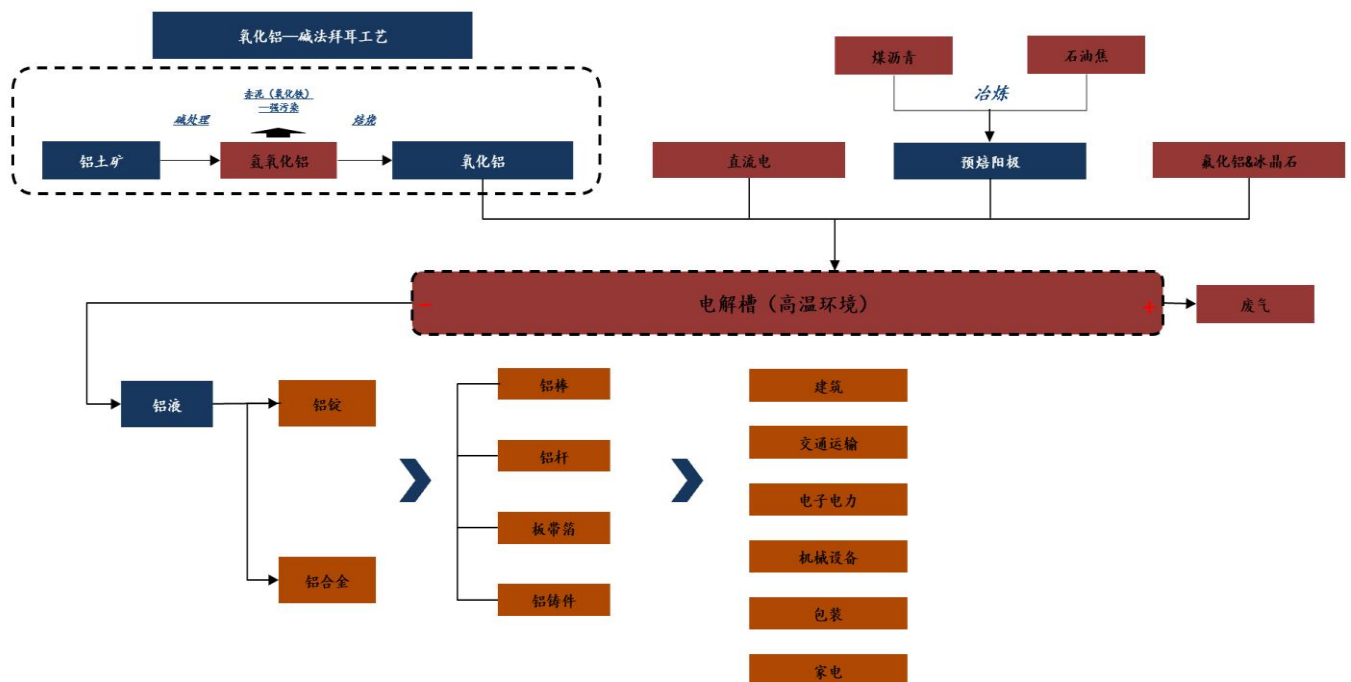 氧化铝—碱法拜耳工艺
煤沥青
石油焦
赤泥（氧化铁）
—强污染
碱处理
焙烧
冶炼
铝土矿
氢氧化铝
氧化铝
直流电
预焙阳极
氟化铝&冰晶石
－
电解槽（高温环境）
+
废气
铝液
铝锭
铝合金
铝棒
铝杆
板带箔
铝铸件
建筑
交通运输
电子电力
机械设备
包装
家电